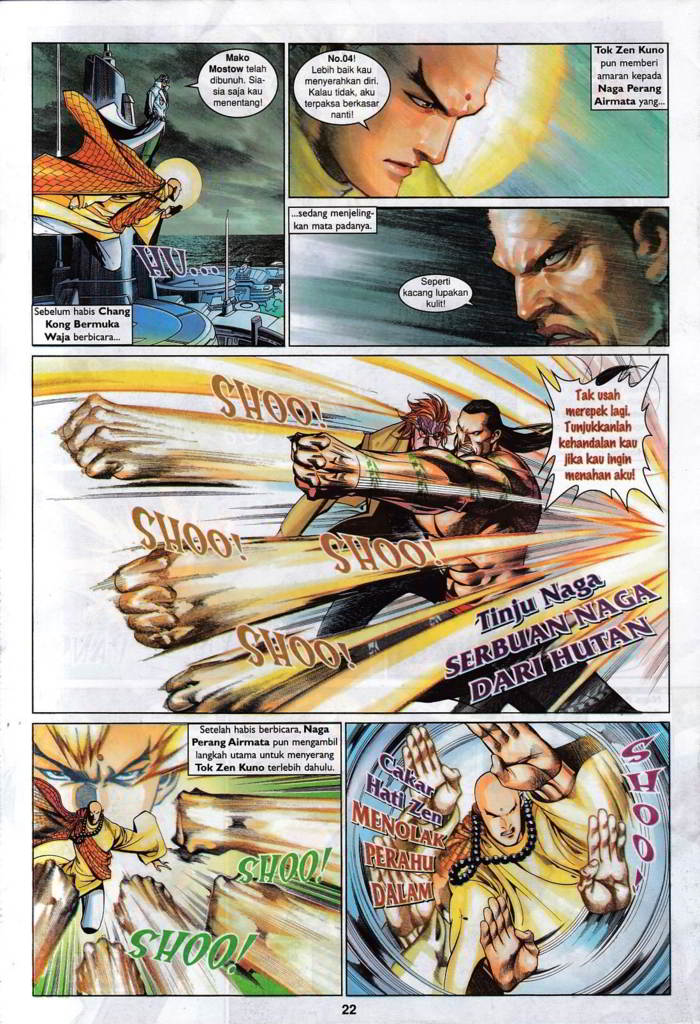 Mako
Mostow telah
dibunuh. Sia-
sia saja kau
menentang!
HU...
Sebelum habis Chang
Kong Bermuka
Waja berbicara...
No.04!
Lebih baik kau
menyerahkan diri.
Kalau tidak, aku
terpaksa berkasar
nanti!
Tok Zen Kuno
pun memberi
amaran kepada
Naga Perang
Airmata yang...
...sedang menjeling-
kan mata padanya.
Seperti
kacang lupakan
kulit!
SHOO!
Tak usah
merepek lagi.
Tunjukkanlah
kehandalan kau
jika kau ingin
menahan aku!
SHOO!
SHOO!
SHOO!
Tinju Naga
SERBUAN NAGA
DARI HUTAN
Setelah habis berbicara, Naga
Perang Airmata pun mengambil
langkah utama untuk menyerang
Tok Zen Kuno terlebih dahulu.
SHOO!
SHOO!
Cakar
Hati Zen
MENOLAK
PERAHU
DALAM
SHOO!
22